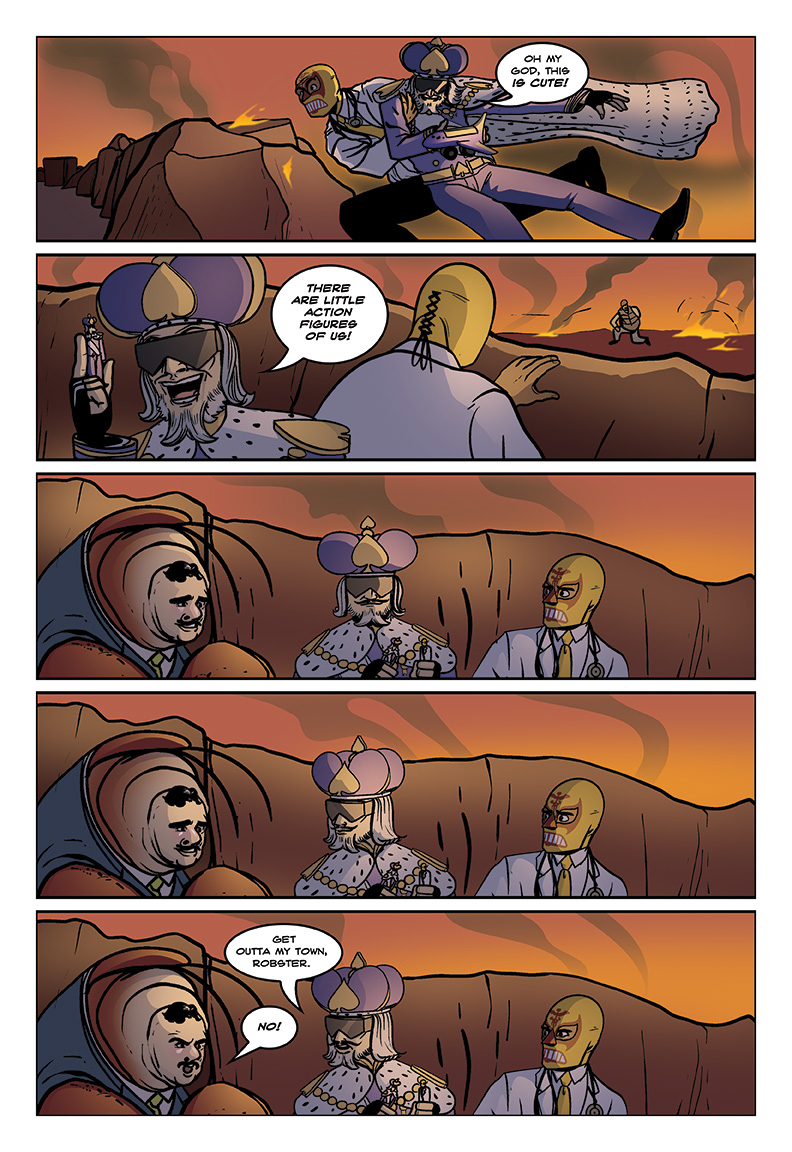 OH MY
GOD, THIS
IS CUTE!
THERE
ARE LITTLE
ACTION
FIGURES
OF US!
GET
OUTTA MY TOWN,
ROBSTER.
NO!